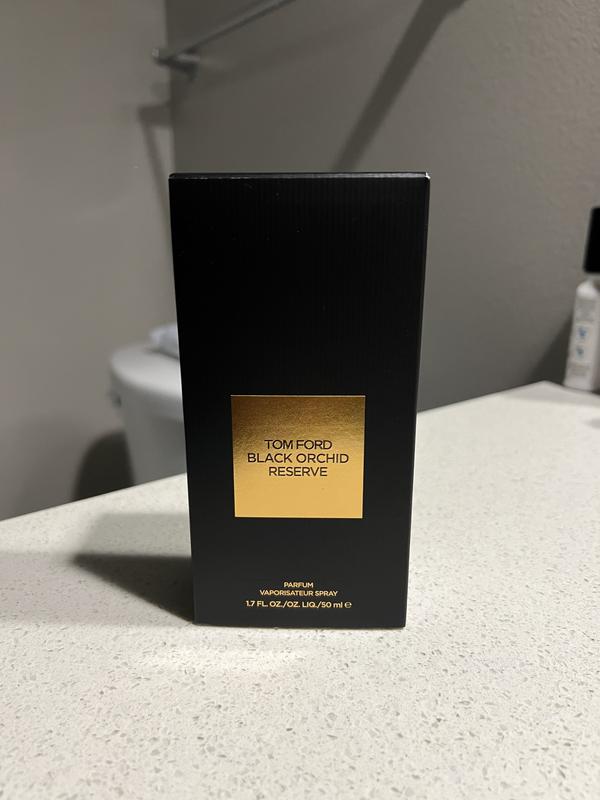 TOM FORD
BLACK ORCHID
RESERVE
PARFUM
VAPORISATEUR SPRAY
1.7 FL. OZ./OZ. LIQ./50 ml ℮